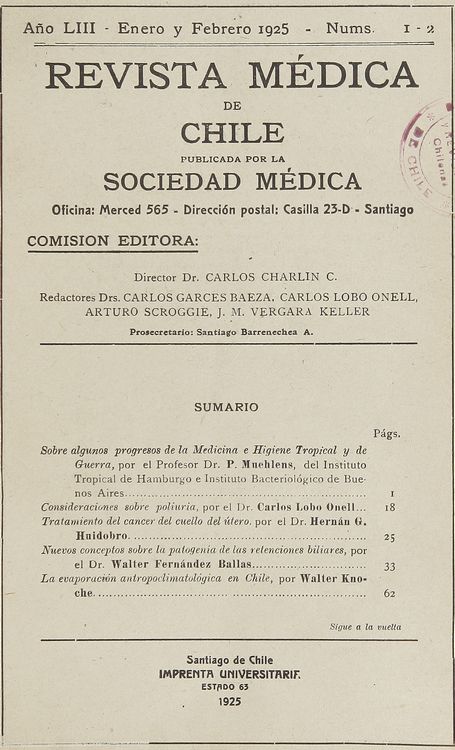 Año LIII - Enero y Febrero 1925 - Nums. 1-2
REVISTA MÉDICA
DE
CHILE
PUBLICADA POR LA
SOCIEDAD MÉDICA
Oficina: Merced 565 - Dirección postal: Casilla 23-D - Santiago
COMISION EDITORA:
Director Dr. CARLOS CHARLIN C.
Redactores Drs. CARLOS GARCES BAEZA, CARLOS LOBO ONELL,
ARTURO SCROGGIE, J. M. VERGARA KELLER
Prosecretario: Santiago Barrenechea A.
SUMARIO
Págs.
Sobre algunos progresos de la Medicina e Higiene Tropical y de
Guerra, por el Profesor Dr. P. Muehlens, del Instituto
Tropical de Hamburgo e Instituto Bacteriológico de Bue-
nos Aires 1
Consideraciones sobre poliuria, por el Dr. Carlos Lobo Onell... 18
Tratamiento del cancer del cuello del útero. por el Dr. Hernán G.
Huidobro 25
Nuevos conceptos sobre la patogenia de las retenciones biliares, por
el Dr. Walter Fernández Ballas 33
La evaporación antropoclimatológica en Chile, por Walter Kno-
che 62
Sigue a la vuelta
Santiago de Chile
IMPRENTA UNIVERSITARIA
ESTADO 63
1925
DE CHILE
Chilena